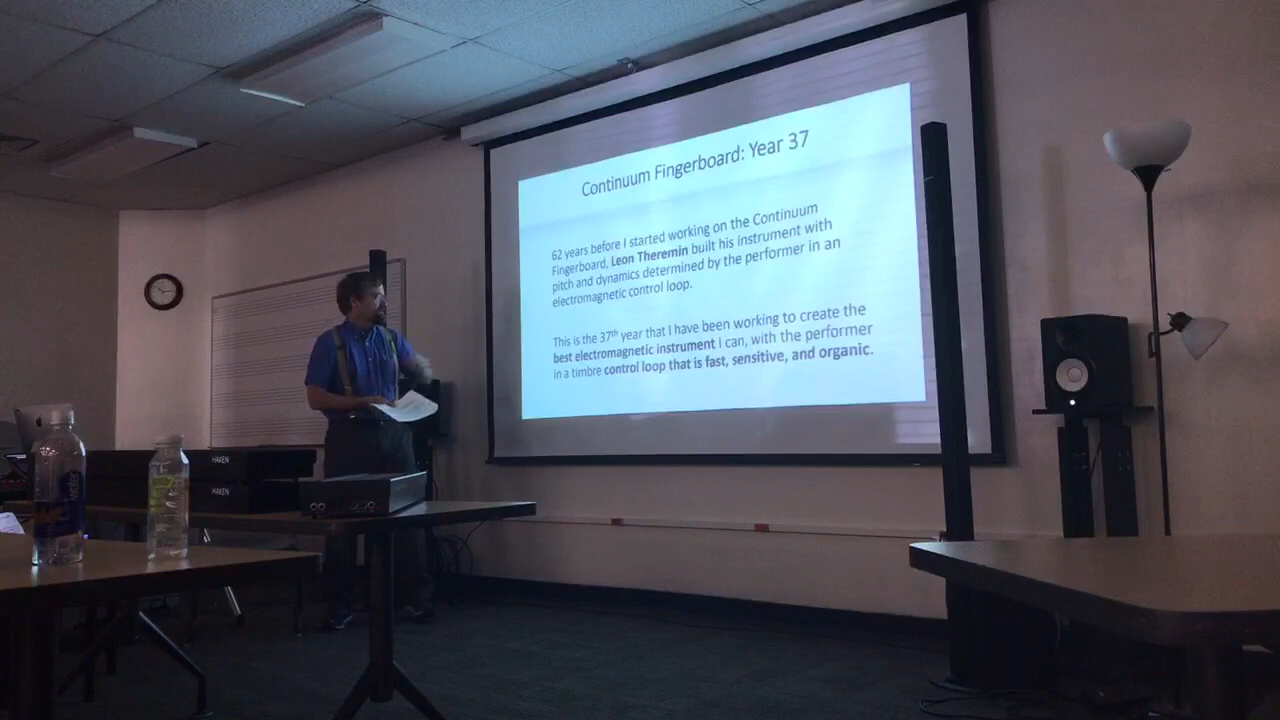 Continuum Fingerboard: Year 37
62 years before I started working on the Continuum
Fingerboard, Leon Theremin built his instrument with
pitch and dynamics determined by the performer in an
electromagnetic control loop.
This is the 37th year that I have been working to create the
best electromagnetic instrument I can, with the performer
in a timbre control loop that is fast, sensitive, and organic.
HAKEN
HAKEN
water